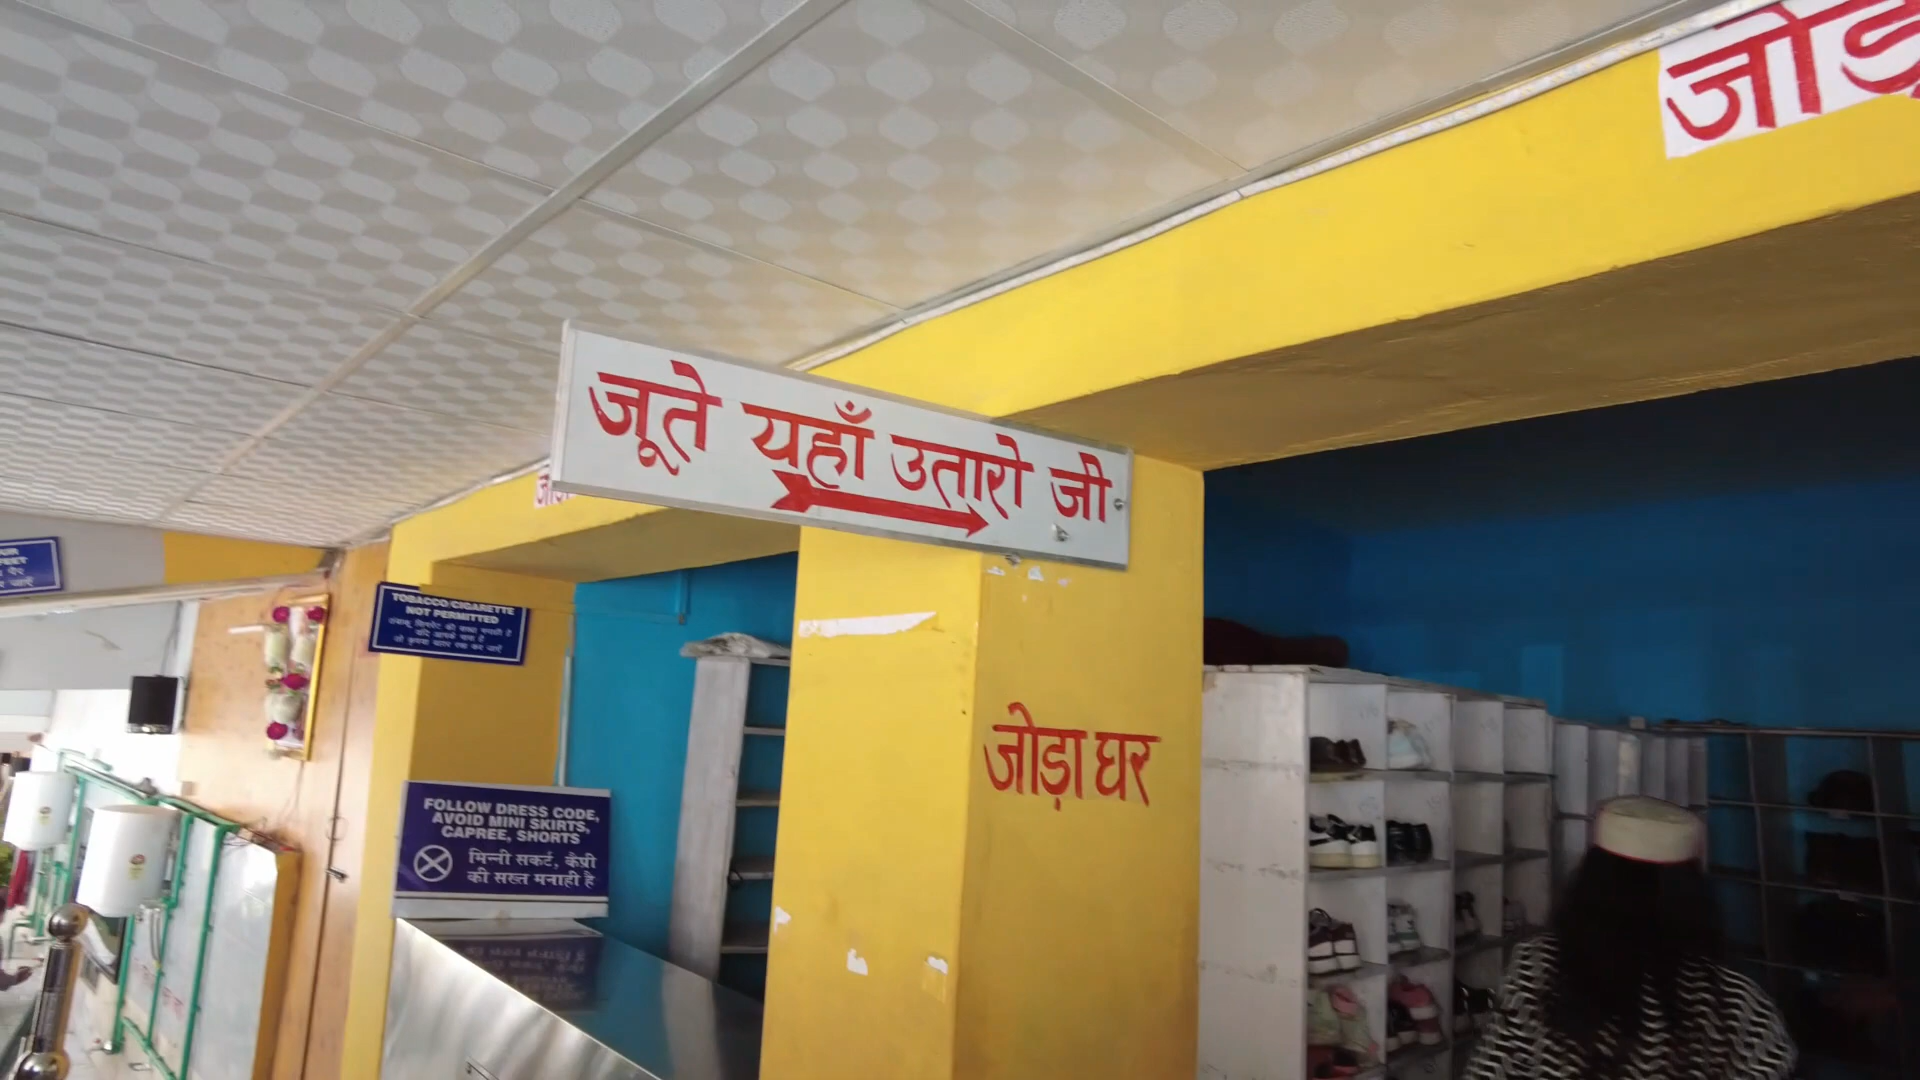 जूते यहाँ उतारो जी
जोड़ा घर
TOBACCO/CIGARETTE
NOT PERMITTED
FOLLOW DRESS CODE,
AVOID MINI SKIRTS,
CAPREE, SHORTS
मिन्नी सकर्ट, कैप्री
की सख्त मनाही है